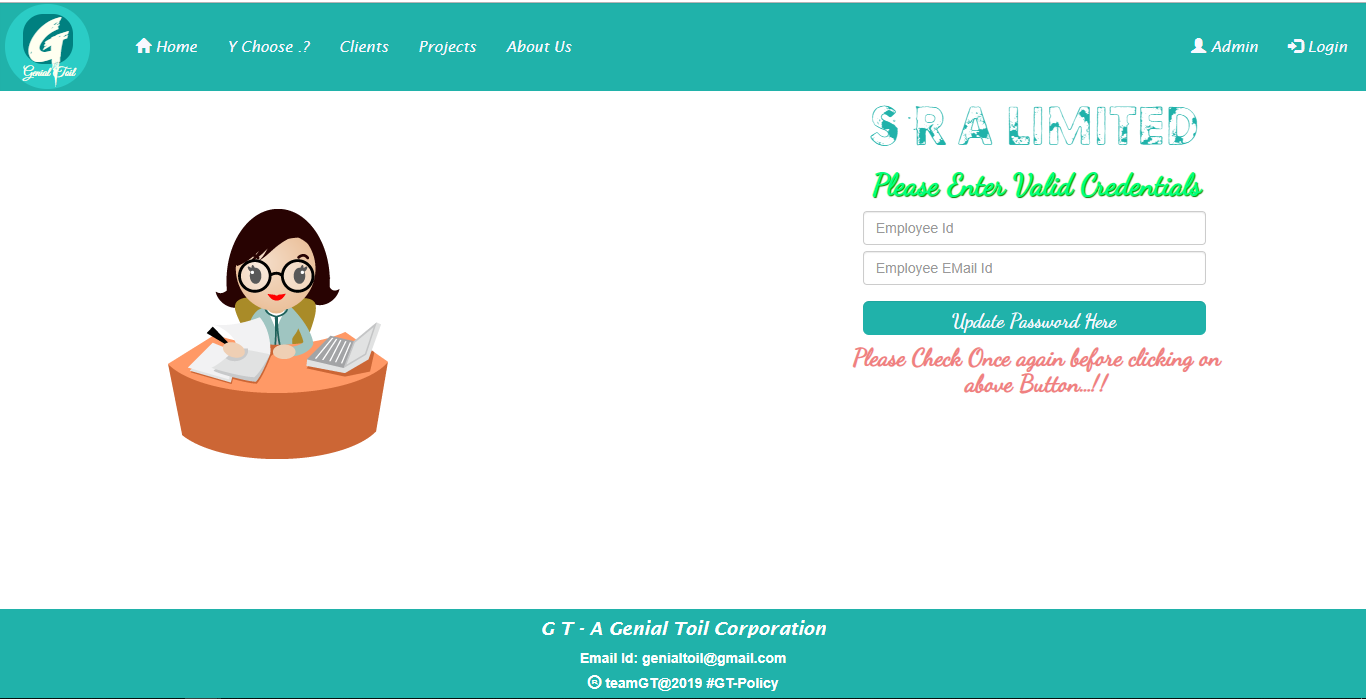 G
Genial Toil
Home Y Choose .? Clients Projects About Us Admin Login
S R A LIMITED
Please Enter Valid Credentials
Employee Id
Employee EMail Id
Update Password Here
Please Check Once again before clicking on
above Button...!!
G T - A Genial Toil Corporation
Email Id: genialtoil@gmail.com
® teamGT@2019 #GT-Policy